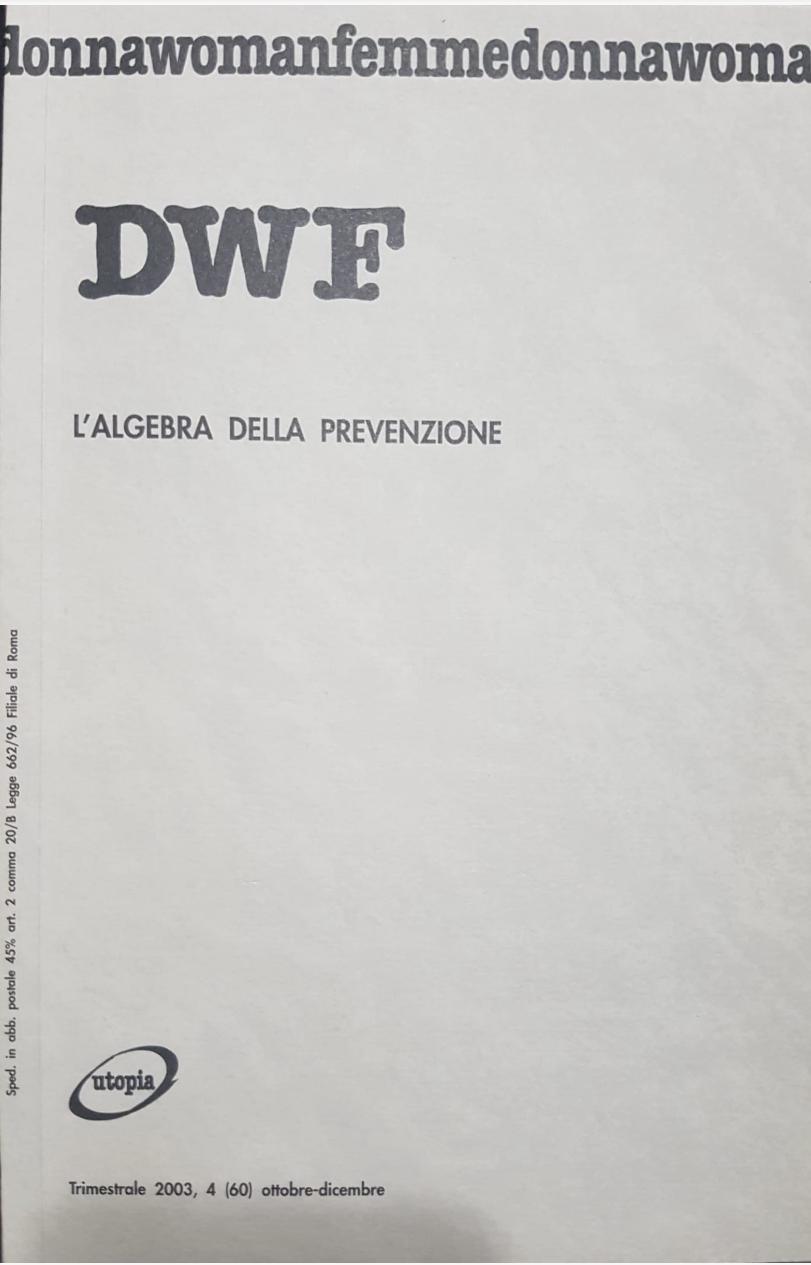 donnawomanfemmedonnawoma
DWF
L'ALGEBRA DELLA PREVENZIONE
Sped. in abb. postale 45% art. 2 comma 20/B Legge 662/96 Filiale di Roma
utopia
Trimestrale 2003, 4 (60) ottobre-dicembre